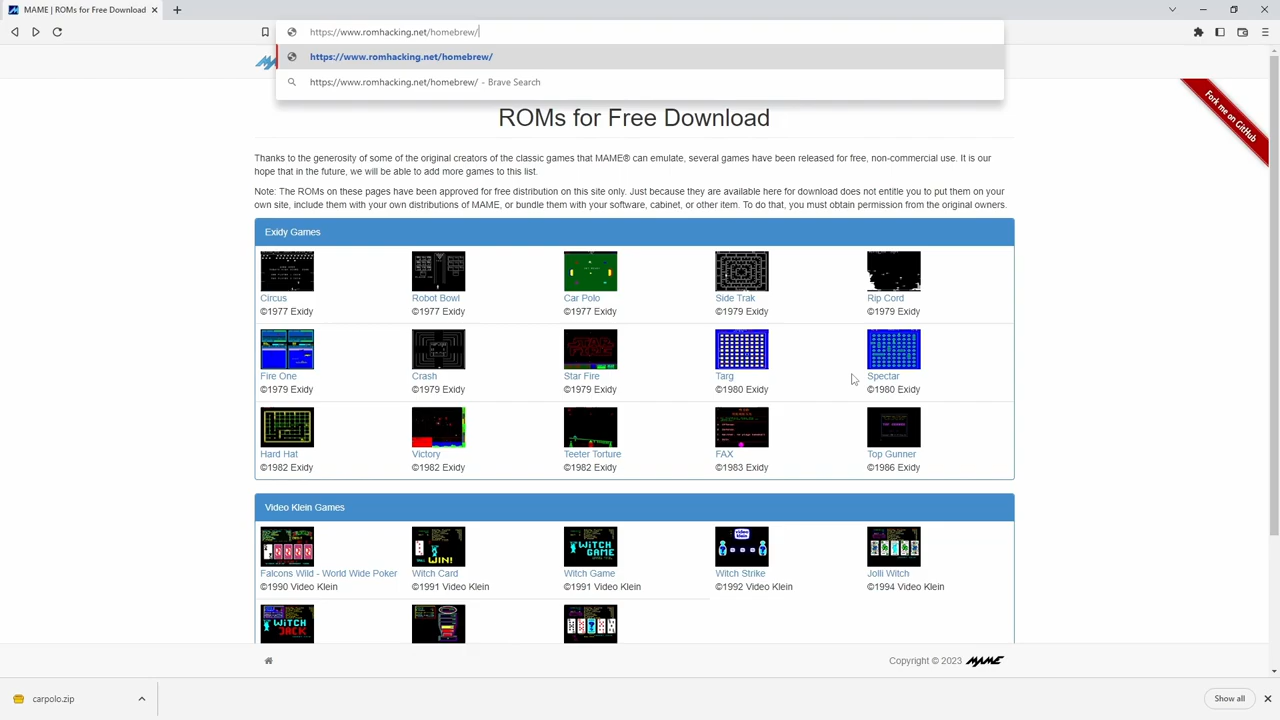 MAME | ROMs for Free Download
https://www.romhacking.net/homebrew/
https://www.romhacking.net/homebrew/
https://www.romhacking.net/homebrew/ - Brave Search
Fork me on GitHub
ROMs for Free Download
Thanks to the generosity of some of the original creators of the classic games that MAME® can emulate, several games have been released for free, non-commercial use. It is our
hope that in the future, we will be able to add more games to this list.
Note: The ROMs on these pages have been approved for free distribution on this site only. Just because they are available here for download does not entitle you to put them on your
own site, include them with your own distributions of MAME, or bundle them with your software, cabinet, or other item. To do that, you must obtain permission from the original owners.
Exidy Games
Circus Robot Bowl Car Polo Side Trak Rip Cord
©1977 Exidy ©1977 Exidy ©1977 Exidy ©1979 Exidy ©1979 Exidy
Fire One Crash Star Fire Targ Spectar
©1979 Exidy ©1979 Exidy ©1979 Exidy ©1980 Exidy ©1980 Exidy
Hard Hat Victory Teeter Torture FAX Top Gunner
©1982 Exidy ©1982 Exidy ©1982 Exidy ©1983 Exidy ©1986 Exidy
Video Klein Games
WIN! WITCH GAME
Falcons Wild - World Wide Poker Witch Card Witch Game Witch Strike Jolli Witch
©1990 Video Klein ©1991 Video Klein ©1991 Video Klein ©1992 Video Klein ©1994 Video Klein
WITCH JACK
Copyright © 2023 MAME
carpolo.zip
Show all